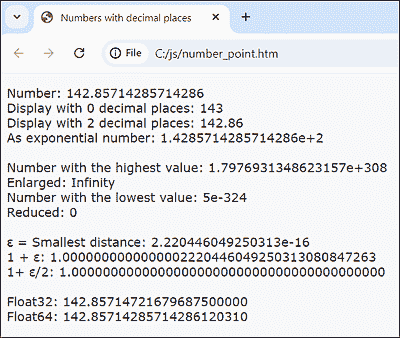 Numbers with decimal places
File C:/js/number_point.htm
Number: 142.85714285714286
Display with 0 decimal places: 143
Display with 2 decimal places: 142.86
As exponential number: 1.4285714285714286e+2
Number with the highest value: 1.7976931348623157e+308
Enlarged: Infinity
Number with the lowest value: 5e-324
Reduced: 0
ε = Smallest distance: 2.220446049250313e-16
1 + ε: 1.0000000000000002220446049250313080847263
1+ ε/2: 1.0000000000000000000000000000000000000000
Float32: 142.85714721679687500000
Float64: 142.85714285714286120310